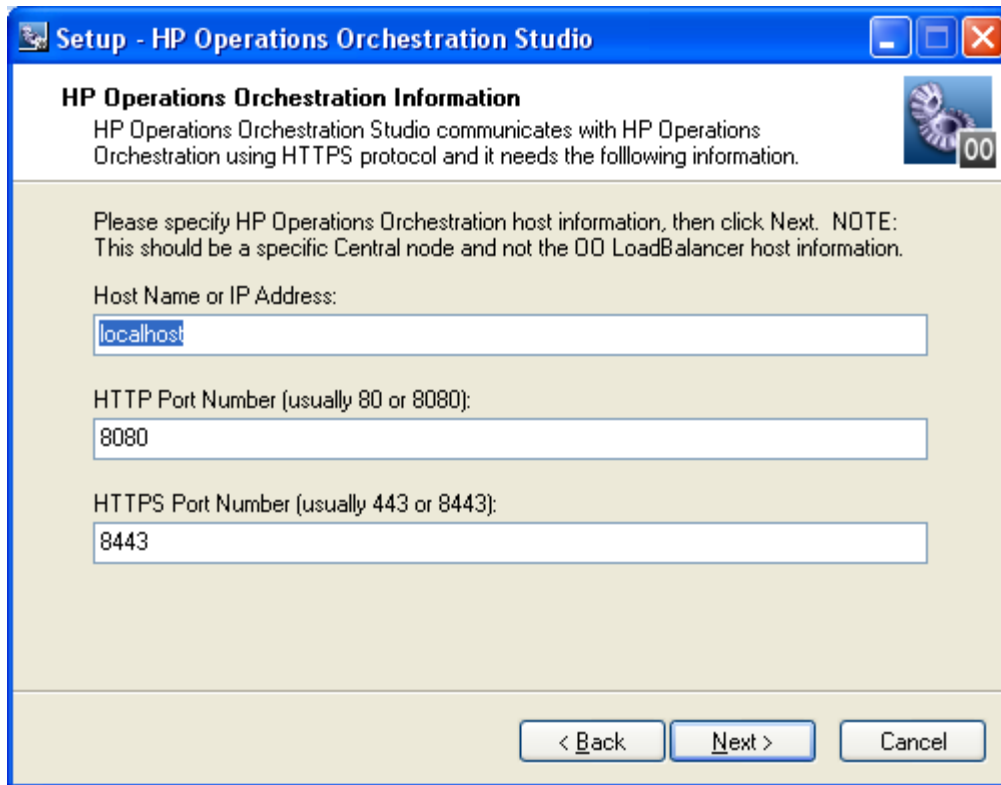 Setup - HP Operations Orchestration Studio
HP Operations Orchestration Information
HP Operations Orchestration Studio communicates with HP Operations
Orchestration using HTTPS protocol and it needs the folllowing information.
OO
Please specify HP Operations Orchestration host information, then click Next.  NOTE:
This should be a specific Central node and not the OO LoadBalancer host information.
Host Name or IP Address:
localhost
HTTP Port Number (usually 80 or 8080):
8080
HTTPS Port Number (usually 443 or 8443):
8443
< Back
Next >
Cancel